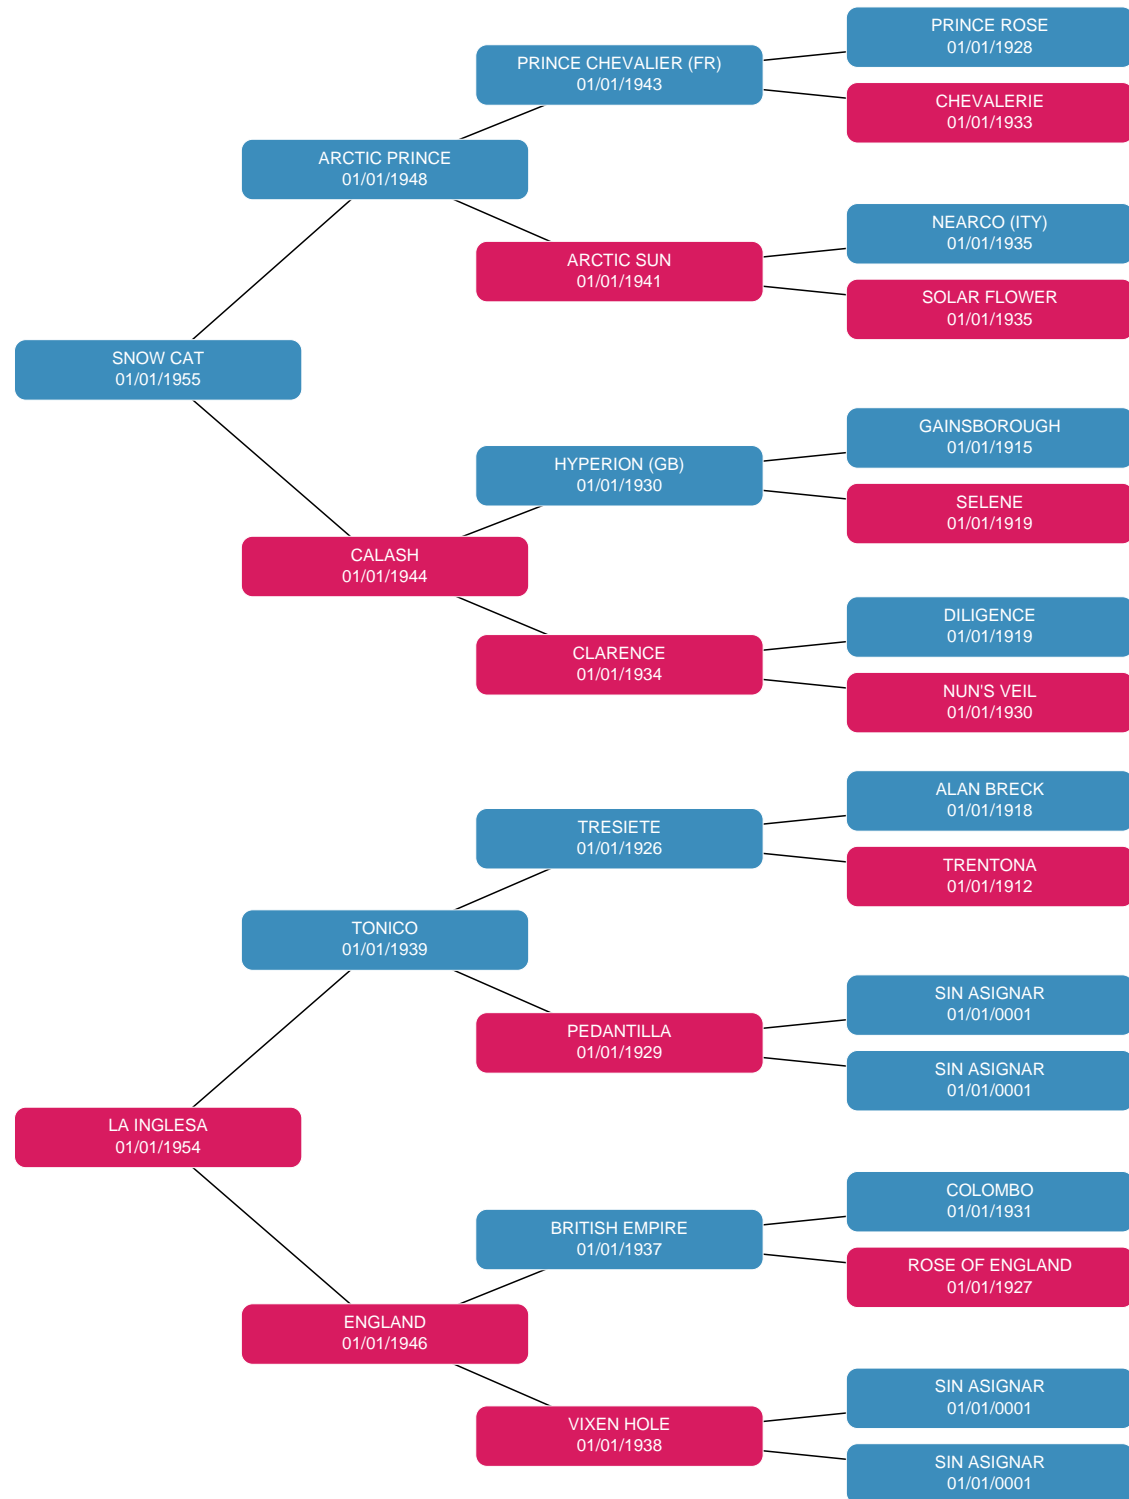 PRINCE ROSE
01/01/1928
PRINCE CHEVALIER (FR)
01/01/1943
CHEVALERIE
01/01/1933
ARCTIC PRINCE
01/01/1948
NEARCO (ITY)
01/01/1935
ARCTIC SUN
01/01/1941
SOLAR FLOWER
01/01/1935
SNOW CAT
01/01/1955
GAINSBOROUGH
01/01/1915
HYPERION (GB)
01/01/1930
SELENE
01/01/1919
CALASH
01/01/1944
DILIGENCE
01/01/1919
CLARENCE
01/01/1934
NUN'S VEIL
01/01/1930
ALAN BRECK
01/01/1918
TRESIETE
01/01/1926
TRENTONA
01/01/1912
TONICO
01/01/1939
SIN ASIGNAR
01/01/0001
PEDANTILLA
01/01/1929
SIN ASIGNAR
01/01/0001
LA INGLESA
01/01/1954
COLOMBO
01/01/1931
BRITISH EMPIRE
01/01/1937
ROSE OF ENGLAND
01/01/1927
ENGLAND
01/01/1946
SIN ASIGNAR
01/01/0001
VIXEN HOLE
01/01/1938
SIN ASIGNAR
01/01/0001